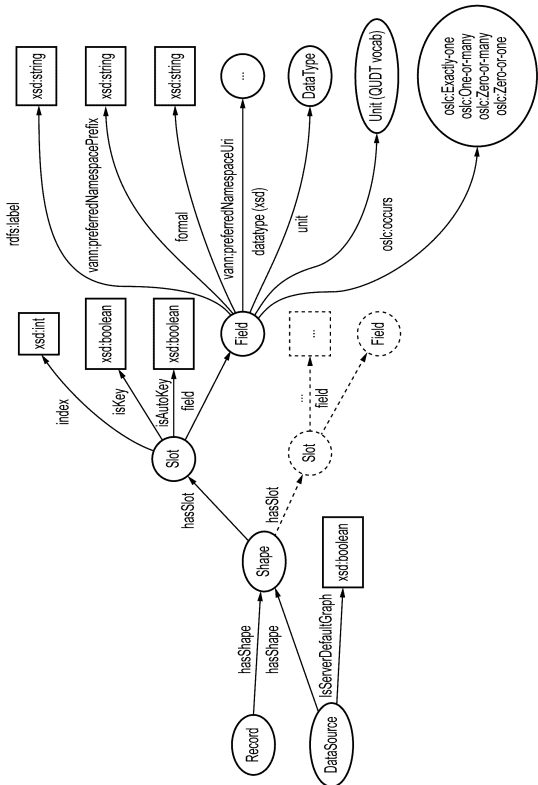 xsd:string
xsd:string
xsd:string
...
DataType
Unit (QUDT vocab)
oslc:Exactly-one
oslc:One-or-many
oslc:Zero-or-many
oslc:Zero-or-one
rdfs:label
vann:preferredNamespacePrefix
formal
vann:preferredNamespaceUri
datatype (xsd)
unit
oslc:occurs
xsd:int
xsd:boolean
xsd:boolean
Field
...
Field
index
isKey
isAutoKey
field
...
field
Slot
Slot
hasSlot
hasSlot
Shape
xsd:boolean
hasShape
hasShape
IsServerDefaultGraph
Record
DataSource